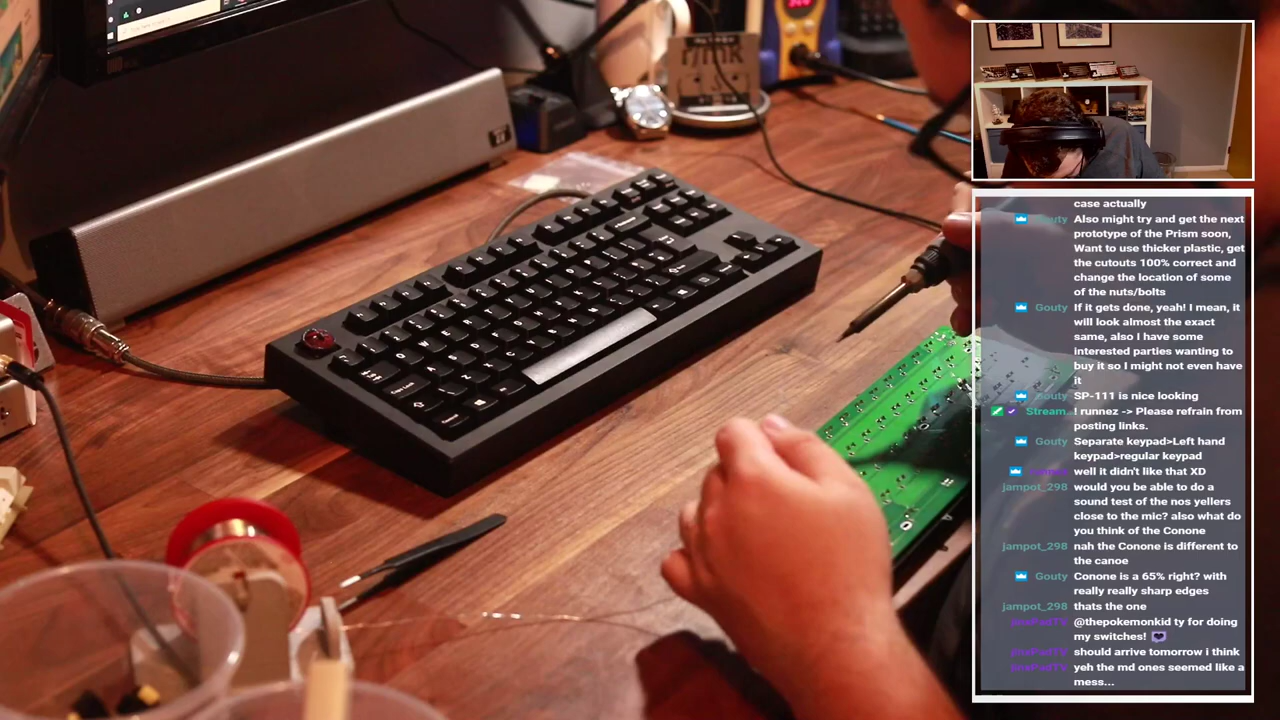 case actually
Gouty Also might try and get the next
prototype of the Prism soon,
Want to use thicker plastic, get
the cutouts 100% correct and
change the location of some
of the nuts/bolts
Gouty If it gets done, yeah! I mean, it
will look almost the exact
same, also I have some
interested parties wanting to
buy it so I might not even have
it
Gouty SP-111 is nice looking
Stream. ! runnez -> Please refrain from
posting links.
Gouty Separate keypad>Left hand
keypad>regular keypad
well it didn't like that XD
jampot_298 would you be able to do a
sound test of the nos yellers
close to the mic? also what do
you think of the Conone
jampot_298 nah the Conone is different to
the canoe
Gouty Conone is a 65% right? with
really really sharp edges
jampot_298 thats the one
@thepokemonkid ty for doing
my switches!
should arrive tomorrow i think
yeh the md ones seemed like a
mess...